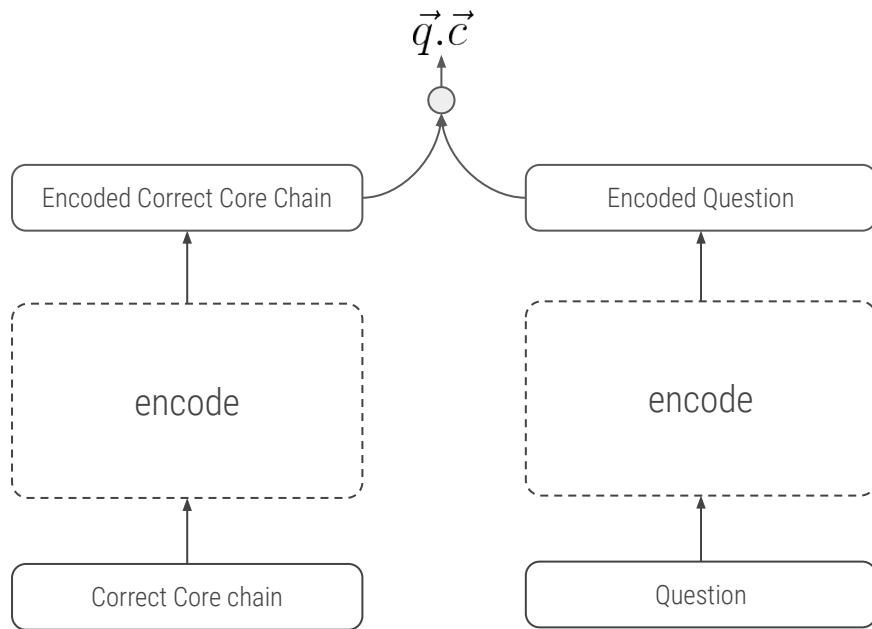 q⃗.c⃗
Encoded Correct Core Chain
Encoded Question
encode
encode
Correct Core chain
Question